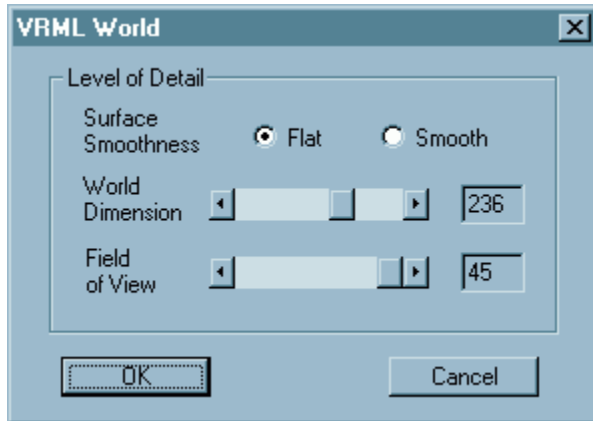 VRML World
Level of Detail
Surface
Smoothness
Flat
Smooth
World
Dimension
236
Field
of View
45
OK
Cancel